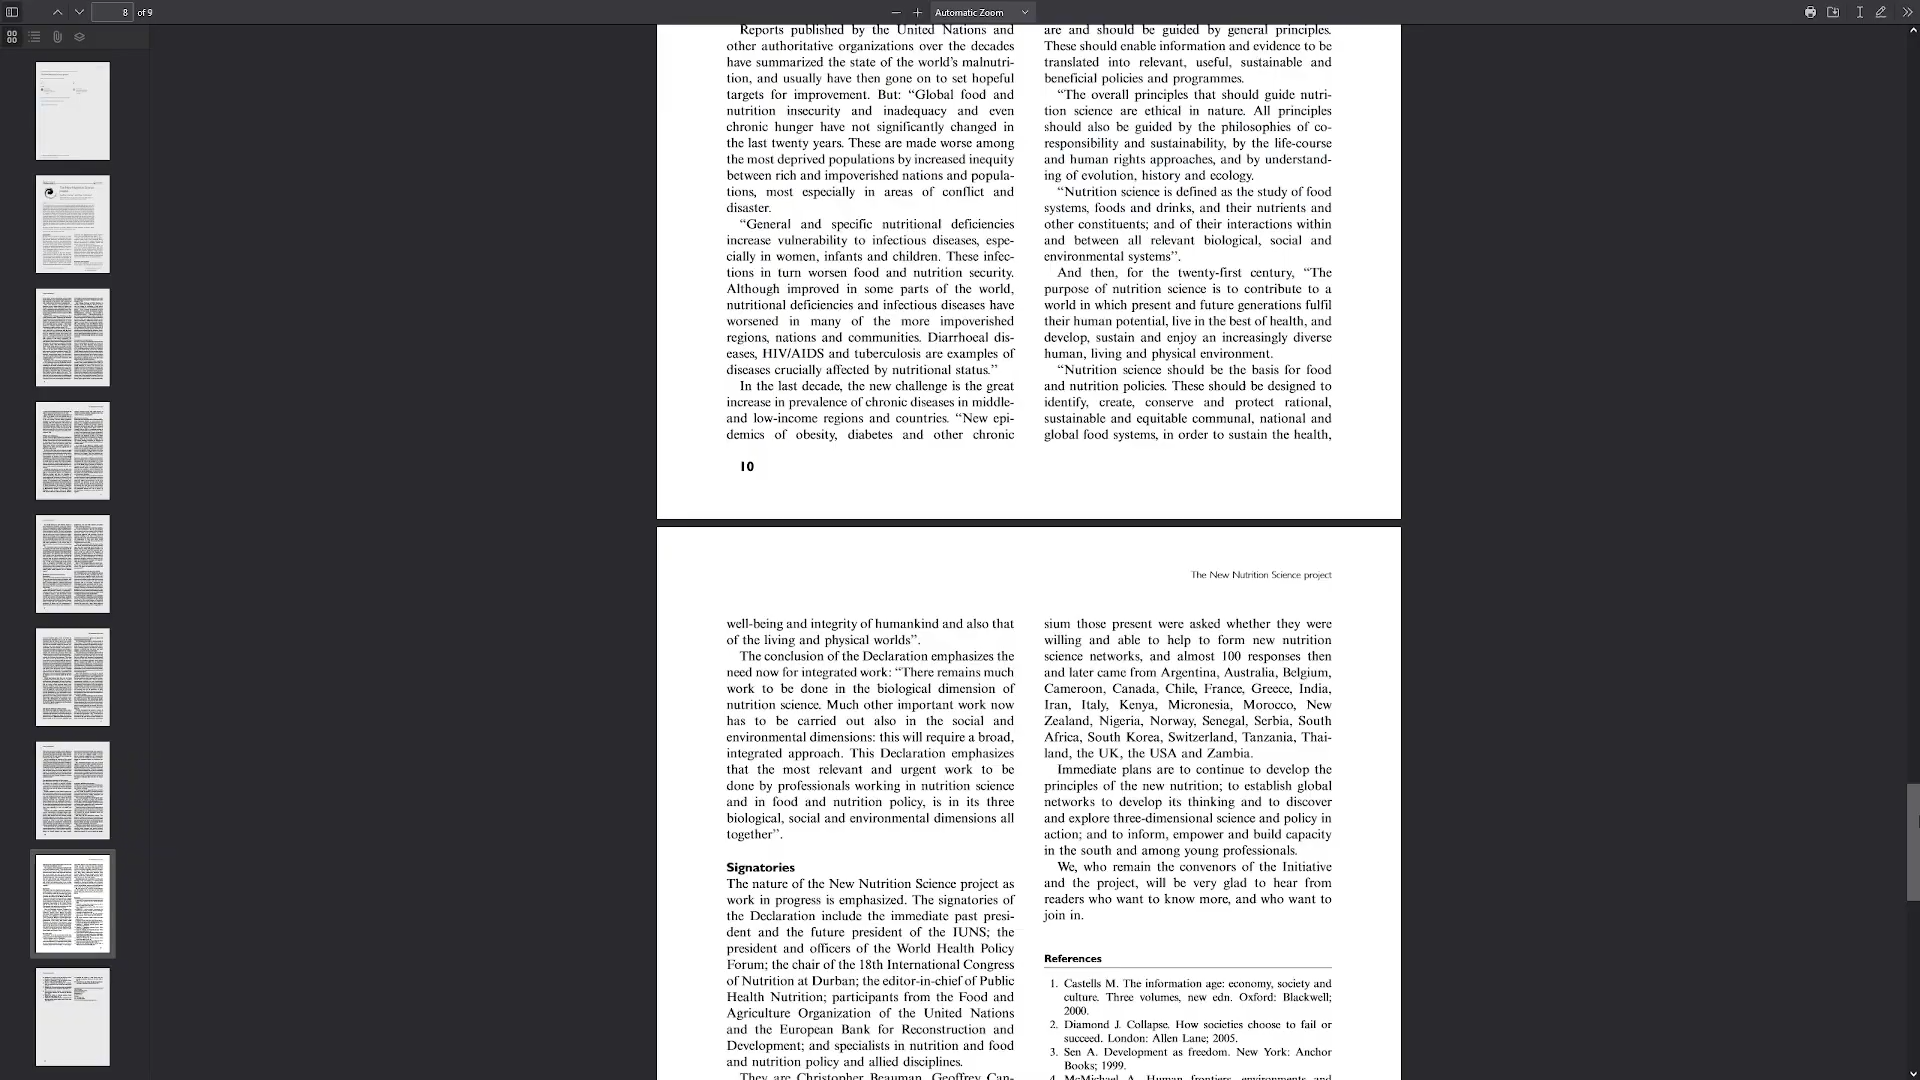 8 of 9
Automatic Zoom
Reports published by the United Nations and
other authoritative organizations over the decades
have summarized the state of the world's malnutri-
tion, and usually have then gone on to set hopeful
targets for improvement. But: “Global food and
nutrition insecurity and inadequacy and even
chronic hunger have not significantly changed in
the last twenty years. These are made worse among
the most deprived populations by increased inequity
between rich and impoverished nations and popula-
tions, most especially in areas of conflict and
disaster.
“General and specific nutritional deficiencies
increase vulnerability to infectious diseases, espe-
cially in women, infants and children. These infec-
tions in turn worsen food and nutrition security.
Although improved in some parts of the world,
nutritional deficiencies and infectious diseases have
worsened in many of the more impoverished
regions, nations and communities. Diarrhoeal dis-
eases, HIV/AIDS and tuberculosis are examples of
diseases crucially affected by nutritional status.”
In the last decade, the new challenge is the great
increase in prevalence of chronic diseases in middle-
and low-income regions and countries. “New epi-
demics of obesity, diabetes and other chronic
10
are and should be guided by general principles.
These should enable information and evidence to be
translated into relevant, useful, sustainable and
beneficial policies and programmes.
“The overall principles that should guide nutri-
tion science are ethical in nature. All principles
should also be guided by the philosophies of co-
responsibility and sustainability, by the life-course
and human rights approaches, and by understand-
ing of evolution, history and ecology.
“Nutrition science is defined as the study of food
systems, foods and drinks, and their nutrients and
other constituents; and of their interactions within
and between all relevant biological, social and
environmental systems”.
And then, for the twenty-first century, “The
purpose of nutrition science is to contribute to a
world in which present and future generations fulfil
their human potential, live in the best of health, and
develop, sustain and enjoy an increasingly diverse
human, living and physical environment.
“Nutrition science should be the basis for food
and nutrition policies. These should be designed to
identify, create, conserve and protect rational,
sustainable and equitable communal, national and
global food systems, in order to sustain the health,
The New Nutrition Science project
well-being and integrity of humankind and also that
of the living and physical worlds”.
The conclusion of the Declaration emphasizes the
need now for integrated work: “There remains much
work to be done in the biological dimension of
nutrition science. Much other important work now
has to be carried out also in the social and
environmental dimensions: this will require a broad,
integrated approach. This Declaration emphasizes
that the most relevant and urgent work to be
done by professionals working in nutrition science
and in food and nutrition policy, is in its three
biological, social and environmental dimensions all
together”.
Signatories
The nature of the New Nutrition Science project as
work in progress is emphasized. The signatories of
the Declaration include the immediate past presi-
dent and the future president of the IUNS; the
president and officers of the World Health Policy
Forum; the chair of the 18th International Congress
of Nutrition at Durban; the editor-in-chief of Public
Health Nutrition; participants from the Food and
Agriculture Organization of the United Nations
and the European Bank for Reconstruction and
Development; and specialists in nutrition and food
and nutrition policy and allied disciplines.
They are Christopher Beauman, Geoffrey Can-
sium those present were asked whether they were
willing and able to help to form new nutrition
science networks, and almost 100 responses then
and later came from Argentina, Australia, Belgium,
Cameroon, Canada, Chile, France, Greece, India,
Iran, Italy, Kenya, Micronesia, Morocco, New
Zealand, Nigeria, Norway, Senegal, Serbia, South
Africa, South Korea, Switzerland, Tanzania, Thai-
land, the UK, the USA and Zambia.
Immediate plans are to continue to develop the
principles of the new nutrition; to establish global
networks to develop its thinking and to discover
and explore three-dimensional science and policy in
action; and to inform, empower and build capacity
in the south and among young professionals.
We, who remain the convenors of the Initiative
and the project, will be very glad to hear from
readers who want to know more, and who want to
join in.
References
1. Castells M. The information age: economy, society and
culture. Three volumes, new edn. Oxford: Blackwell;
2000.
2. Diamond J. Collapse. How societies choose to fail or
succeed. London: Allen Lane; 2005.
3. Sen A. Development as freedom. New York: Anchor
Books; 1999.
4. McMichael A. Human frontiers, environments and